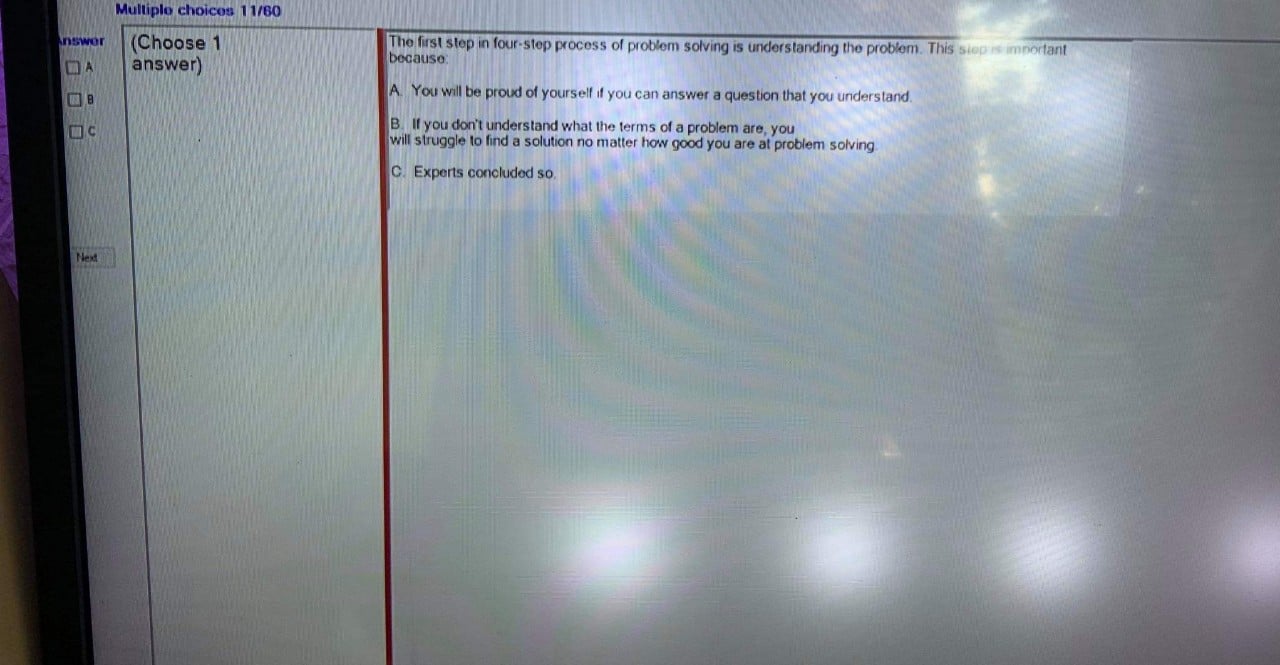 Multiple choices 11/60
Answer
A
B
C
Next
(Choose 1
answer)
The first step in four-step process of problem solving is understanding the problem. This step is important
because:
A. You will be proud of yourself if you can answer a question that you understand.
B. If you don't understand what the terms of a problem are, you
will struggle to find a solution no matter how good you are at problem solving.
C. Experts concluded so.